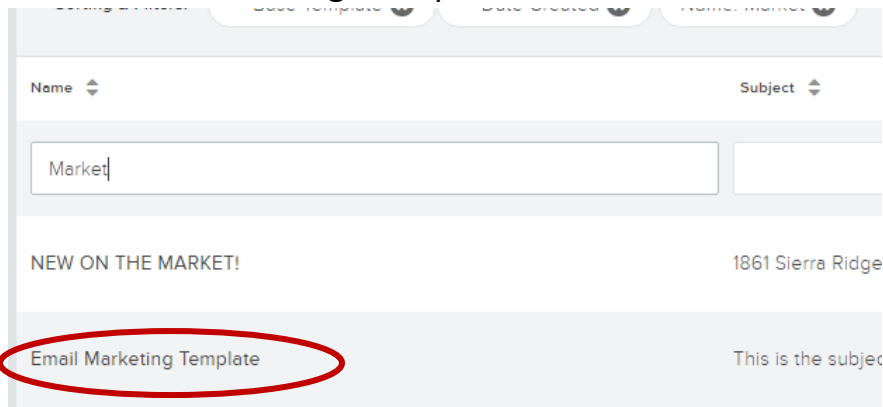 Name Subject
Market
NEW ON THE MARKET! 1861 Sierra Ridge
Email Marketing Template This is the subjec